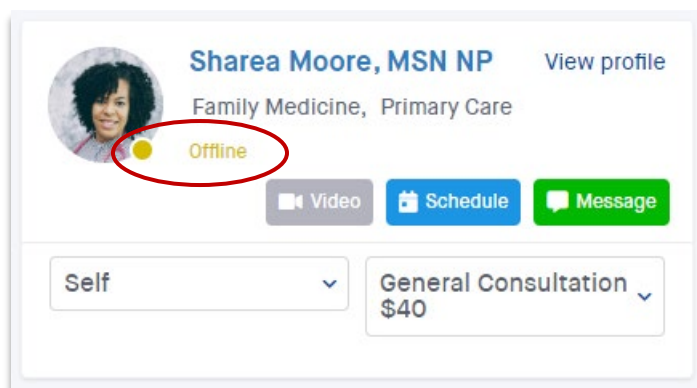 Sharea Moore, MSN NP View profile
Family Medicine, Primary Care
Offline
Video Schedule Message
Self General Consultation
$40